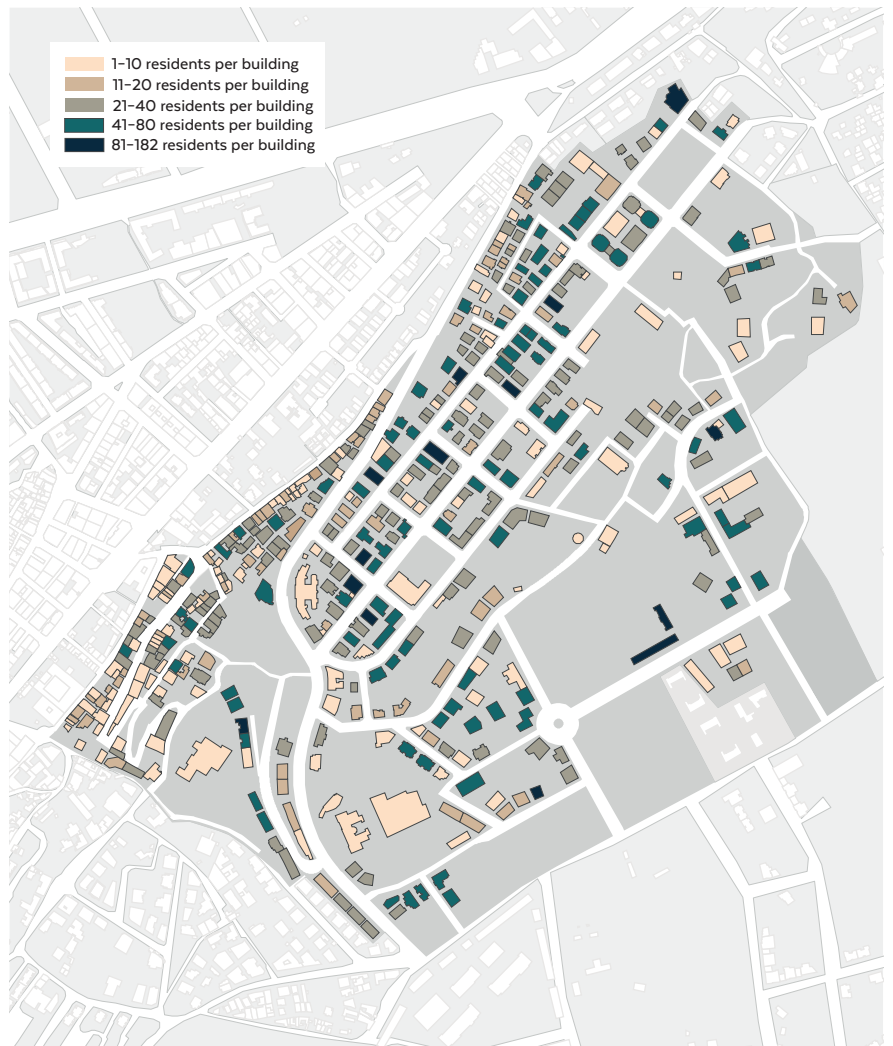 1–10 residents per building
11–20 residents per building
21–40 residents per building
41–80 residents per building
81–182 residents per building